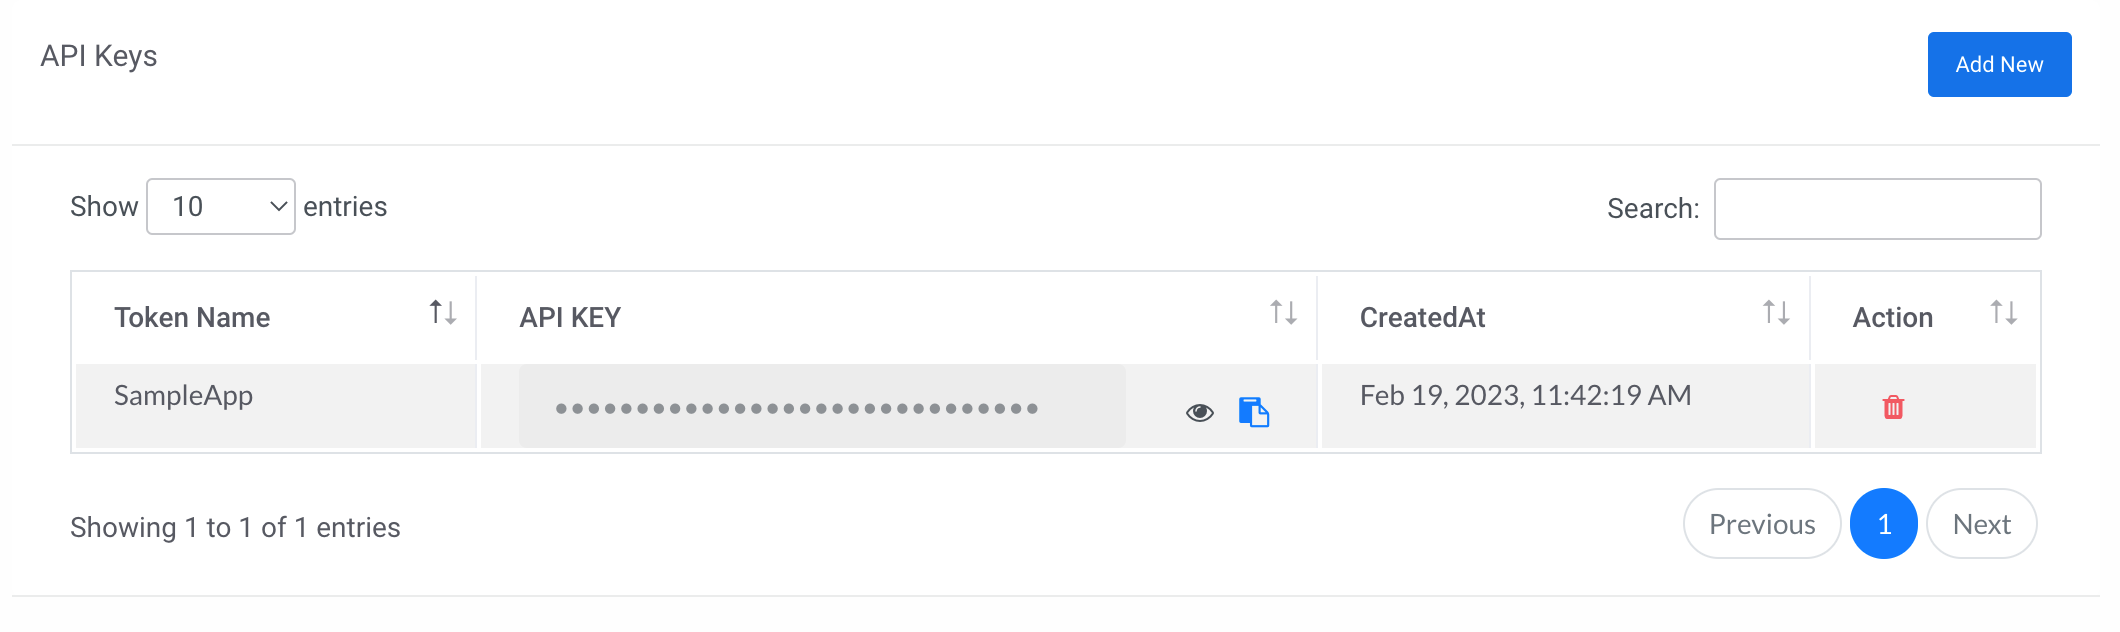 API Keys
Add New
Show 10 entries
Search:
Token Name API KEY CreatedAt Action
SampleApp •••••••••••••••••••••••••••••• Feb 19, 2023, 11:42:19 AM
Showing 1 to 1 of 1 entries
Previous 1 Next